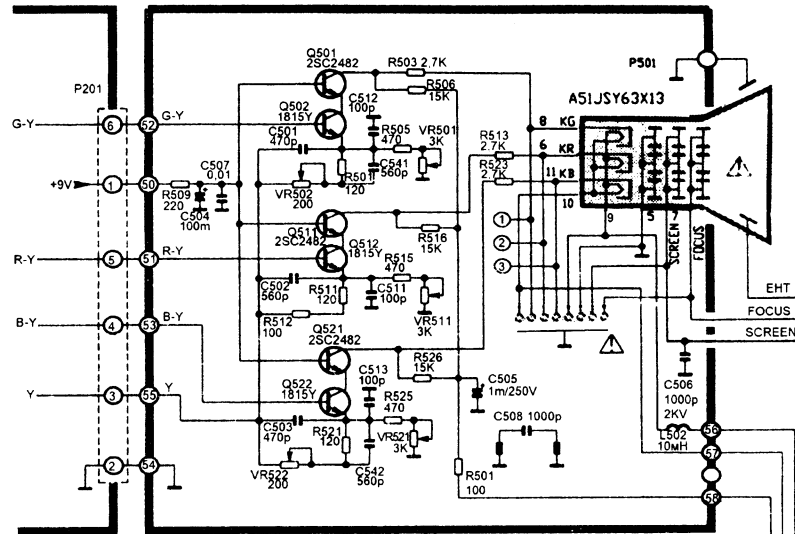 P201
G-Y
6
52
G-Y
+9V
1
50
R509
220
C507
0,01
C504
100m
R-Y
5
51
R-Y
B-Y
4
53
B-Y
Y
3
55
Y
2
54
Q501
2SC2482
Q502
1815Y
C512
100p
C501
470p
R505
470
VR501
3K
R501
120
C541
560p
VR502
200
R503 2,7K
R506
15K
Q511
2SC2482
Q512
1815Y
R516
15K
R515
470
C502
560p
R511
120
C511
100p
VR511
3K
R512
100
Q521
2SC2482
Q522
1815Y
C513
100p
R526
15K
R525
470
C503
470p
R521
120
VR521
3K
C542
560p
VR522
200
R513
2.7K
R523
2.7K
C505
1m/250V
C508 1000p
R501
100
P501
A51JSY63X13
8 KG
6 KR
11 KB
10
9
5
7
SCREEN
FOCUS
1
2
3
EHT
FOCUS
SCREEN
C506
1000p
2KV
L502
10мН
56
57
58